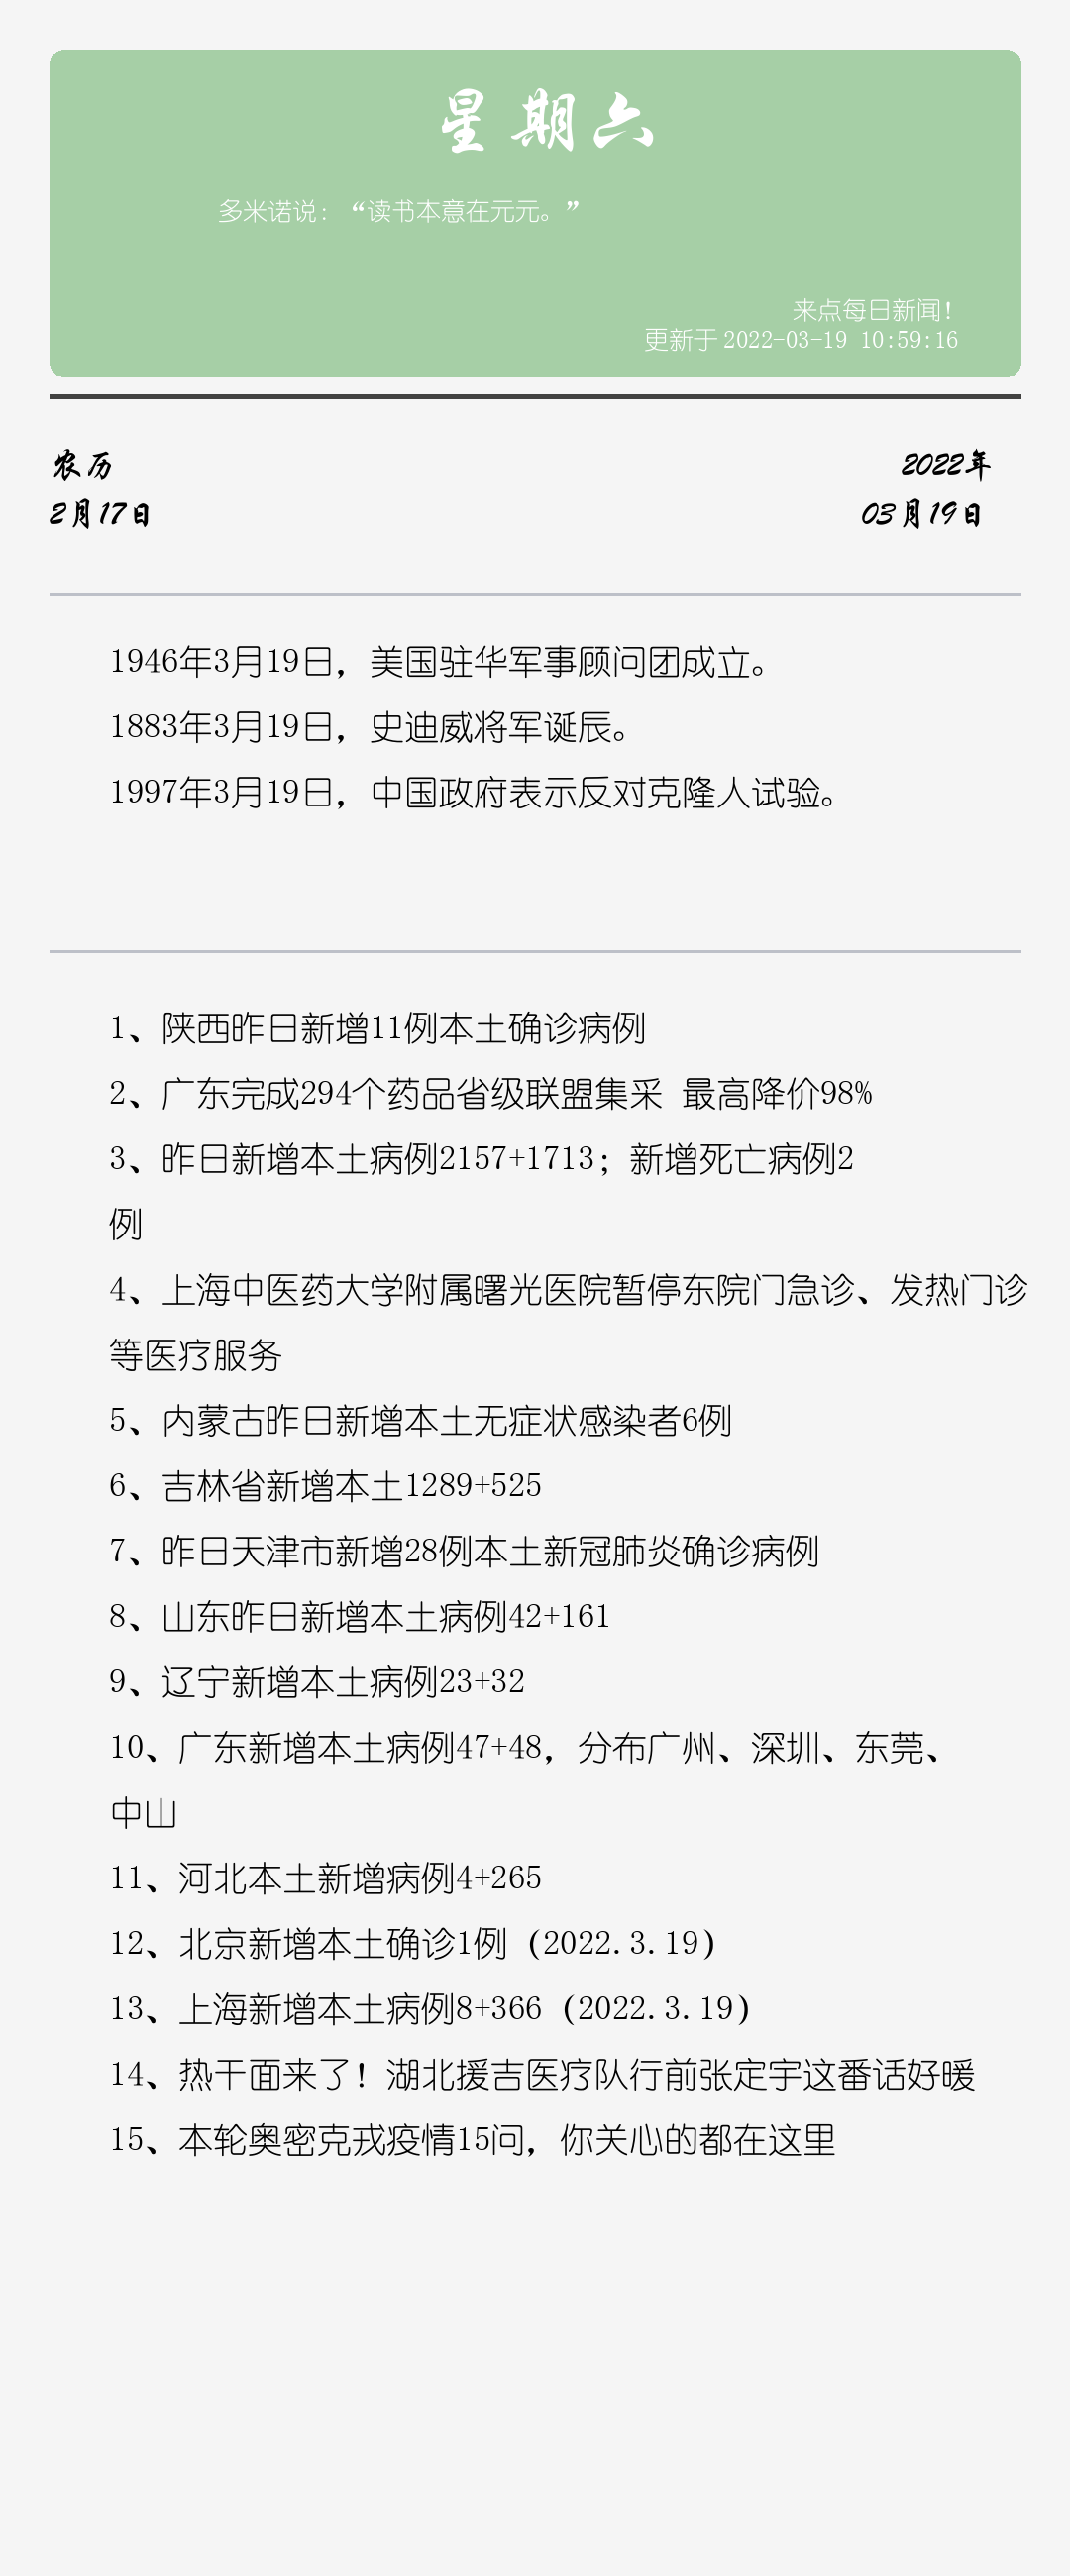 星期六
多米诺说：“读书本意在元元。”
来点每日新闻！
更新于 2022-03-19 10:59:16
农历
2022年
2月17日
03月19日
1946年3月19日，美国驻华军事顾问团成立。
1883年3月19日，史迪威将军诞辰。
1997年3月19日，中国政府表示反对克隆人试验。
1、陕西昨日新增11例本土确诊病例
2、广东完成294个药品省级联盟集采 最高降价98%
3、昨日新增本土病例2157+1713；新增死亡病例2
例
4、上海中医药大学附属曙光医院暂停东院门急诊、发热门诊
等医疗服务
5、内蒙古昨日新增本土无症状感染者6例
6、吉林省新增本土1289+525
7、昨日天津市新增28例本土新冠肺炎确诊病例
8、山东昨日新增本土病例42+161
9、辽宁新增本土病例23+32
10、广东新增本土病例47+48，分布广州、深圳、东莞、
中山
11、河北本土新增病例4+265
12、北京新增本土确诊1例（2022.3.19）
13、上海新增本土病例8+366（2022.3.19）
14、热干面来了！湖北援吉医疗队行前张定宇这番话好暖
15、本轮奥密克戎疫情15问，你关心的都在这里